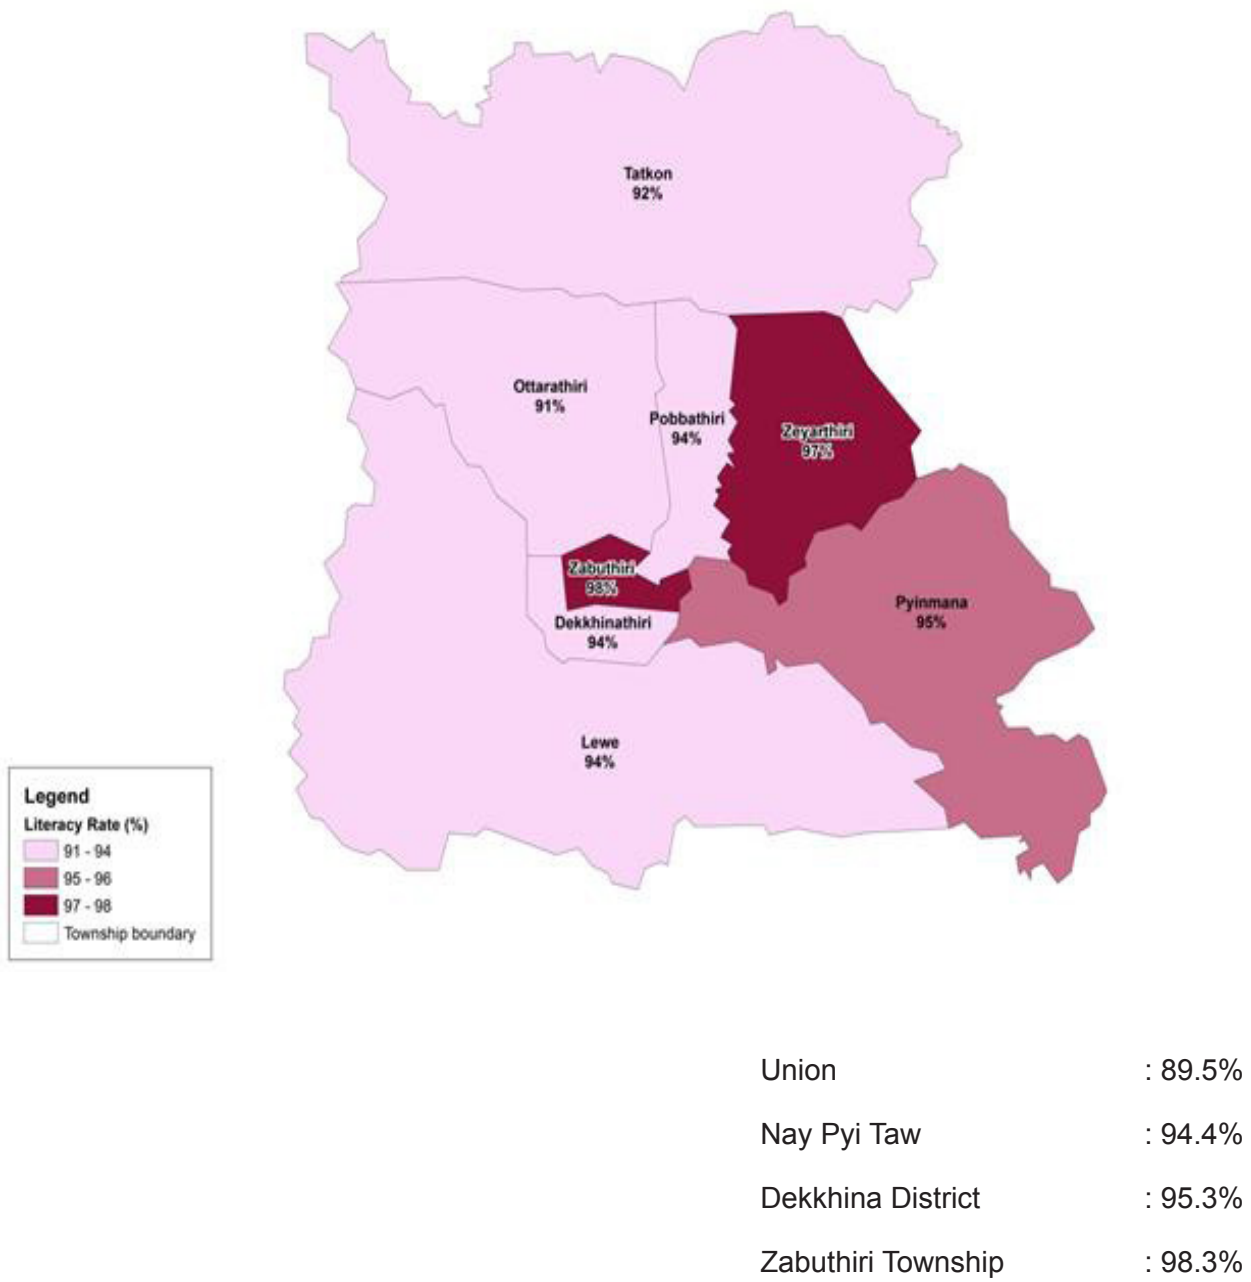 Tatkon
92%
Ottarathiri
91%
Pobbathiri
94%
Zeyarthiri
97%
Zabuthiri
98%
Dekkhinathiri
94%
Pyinmana
95%
Lewe
94%
Legend
Literacy Rate (%)
91 - 94
95 - 96
97 - 98
Township boundary
Union : 89.5%
Nay Pyi Taw : 94.4%
Dekkhina District : 95.3%
Zabuthiri Township : 98.3%